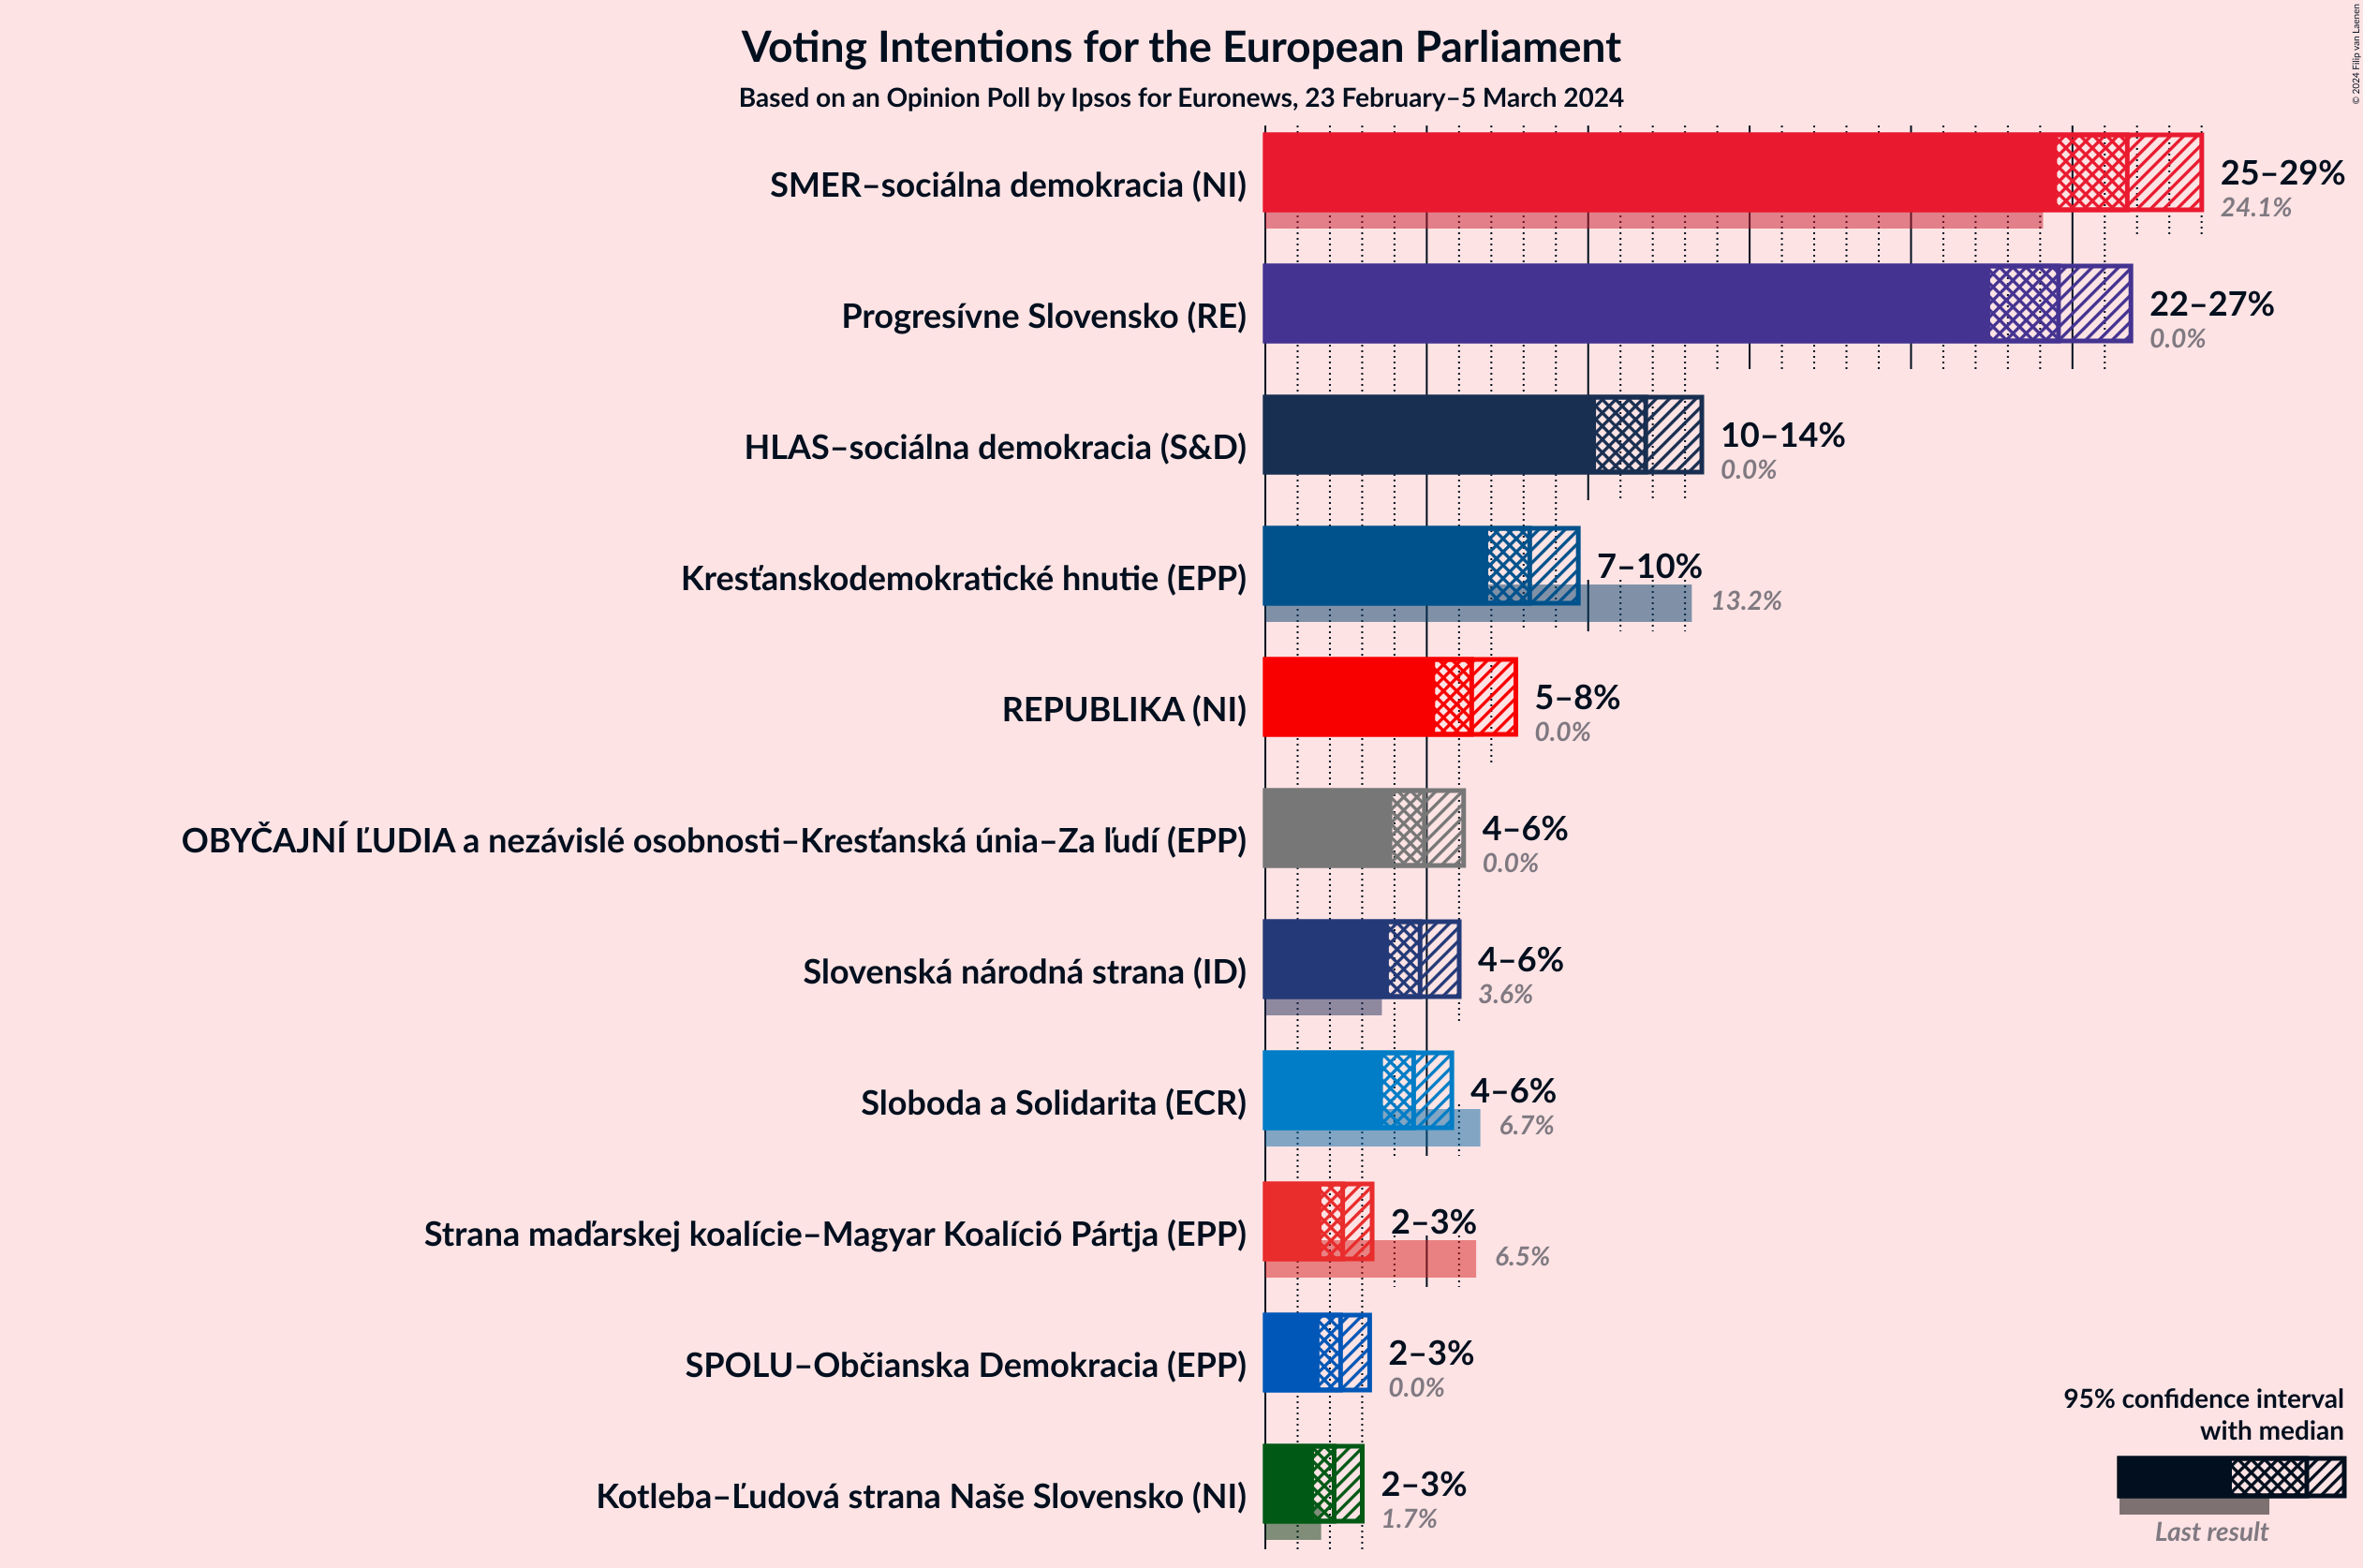 Voting Intentions for the European Parliament
Based on an Opinion Poll by Ipsos for Euronews, 23 February–5 March 2024
© 2024 Filip van Laenen
SMER–sociálna demokracia (NI)
25–29%
24.1%
Progresívne Slovensko (RE)
22–27%
0.0%
HLAS–sociálna demokracia (S&D)
10–14%
0.0%
Kresťanskodemokratické hnutie (EPP)
7–10%
13.2%
REPUBLIKA (NI)
5–8%
0.0%
OBYČAJNÍ ĽUDIA a nezávislé osobnosti–Kresťanská únia–Za ľudí (EPP)
4–6%
0.0%
Slovenská národná strana (ID)
4–6%
3.6%
Sloboda a Solidarita (ECR)
4–6%
6.7%
Strana maďarskej koalície–Magyar Koalíció Pártja (EPP)
2–3%
6.5%
SPOLU–Občianska Demokracia (EPP)
2–3%
0.0%
Kotleba–Ľudová strana Naše Slovensko (NI)
2–3%
1.7%
95% confidence interval
with median
Last result